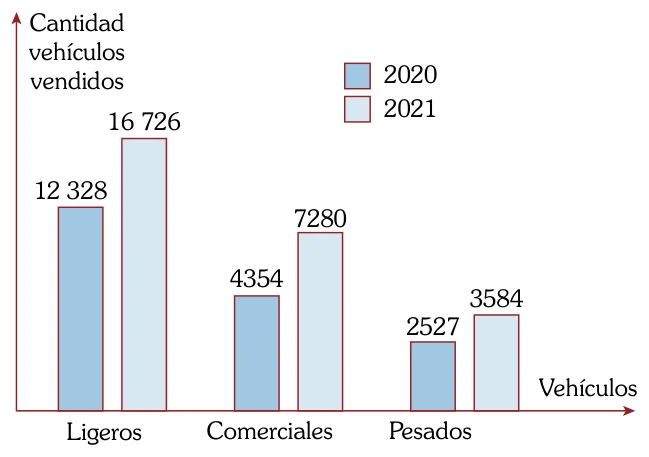 Cantidad
vehículos
vendidos
2020
2021
16 726
12 328
7280
4354
3584
2527
Vehículos
Ligeros
Comerciales
Pesados